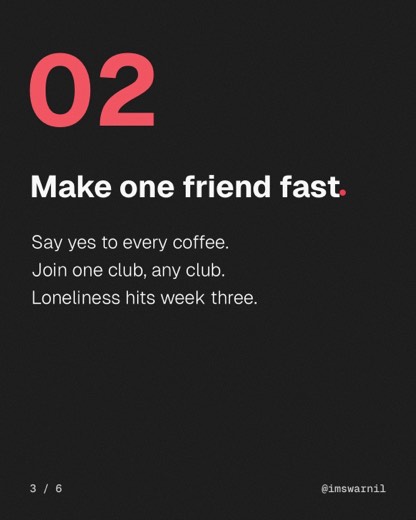 02
Make one friend fast.
Say yes to every coffee.
Join one club, any club.
Loneliness hits week three.
3 / 6
@imswarnil